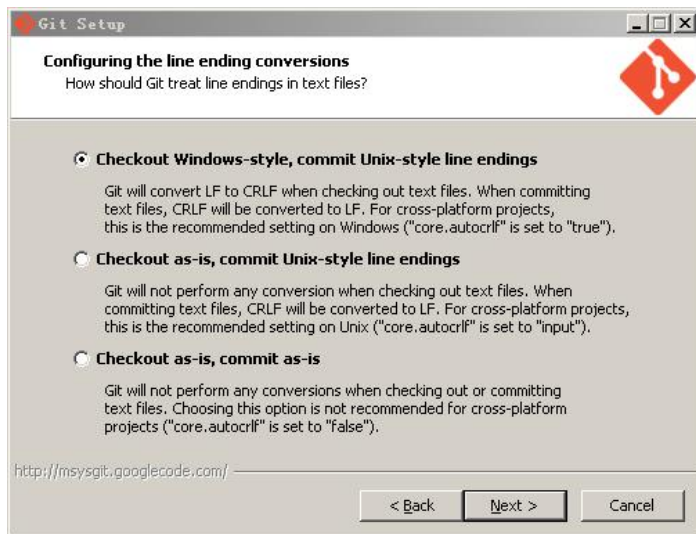 Git Setup
Configuring the line ending conversions
How should Git treat line endings in text files?
Checkout Windows-style, commit Unix-style line endings
Git will convert LF to CRLF when checking out text files. When committing
text files, CRLF will be converted to LF. For cross-platform projects,
this is the recommended setting on Windows ("core.autocrlf" is set to "true").
Checkout as-is, commit Unix-style line endings
Git will not perform any conversion when checking out text files. When
committing text files, CRLF will be converted to LF. For cross-platform projects,
this is the recommended setting on Unix ("core.autocrlf" is set to "input").
Checkout as-is, commit as-is
Git will not perform any conversions when checking out or committing
text files. Choosing this option is not recommended for cross-platform
projects ("core.autocrlf" is set to "false").
http://msysgit.googlecode.com/
< Back Next > Cancel